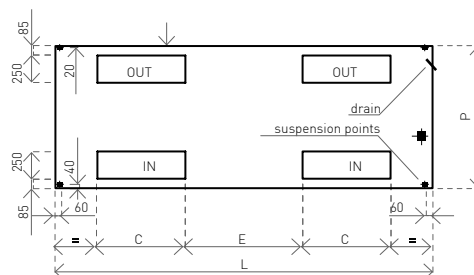 85
250
20
OUT
OUT
drain
P
suspension points
250
40
IN
IN
85
60
60
=
C
E
C
=
L